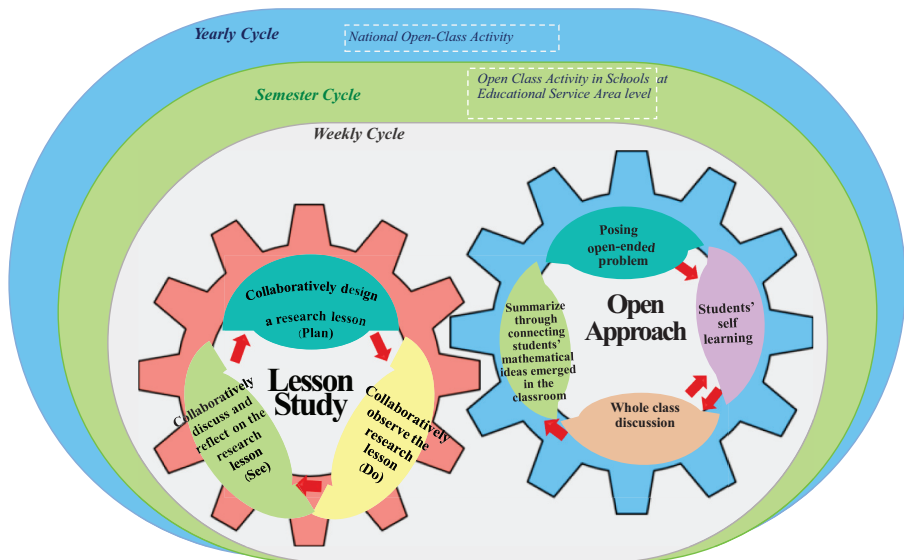 Yearly Cycle
National Open-Class Activity
Semester Cycle
Open Class Activity in Schools at
Educational Service Area level
Weekly Cycle
Collaboratively design
a research lesson
(Plan)
Lesson
Study
Collaboratively
discuss and
reflect on the
research
lesson
(See)
Collaboratively
observe the
research
lesson
(Do)
Posing
open-ended
problem
Open
Approach
Students'
self
learning
Summarize
through
connecting
students'
mathematical
ideas emerged
in the
classroom
Whole class
discussion